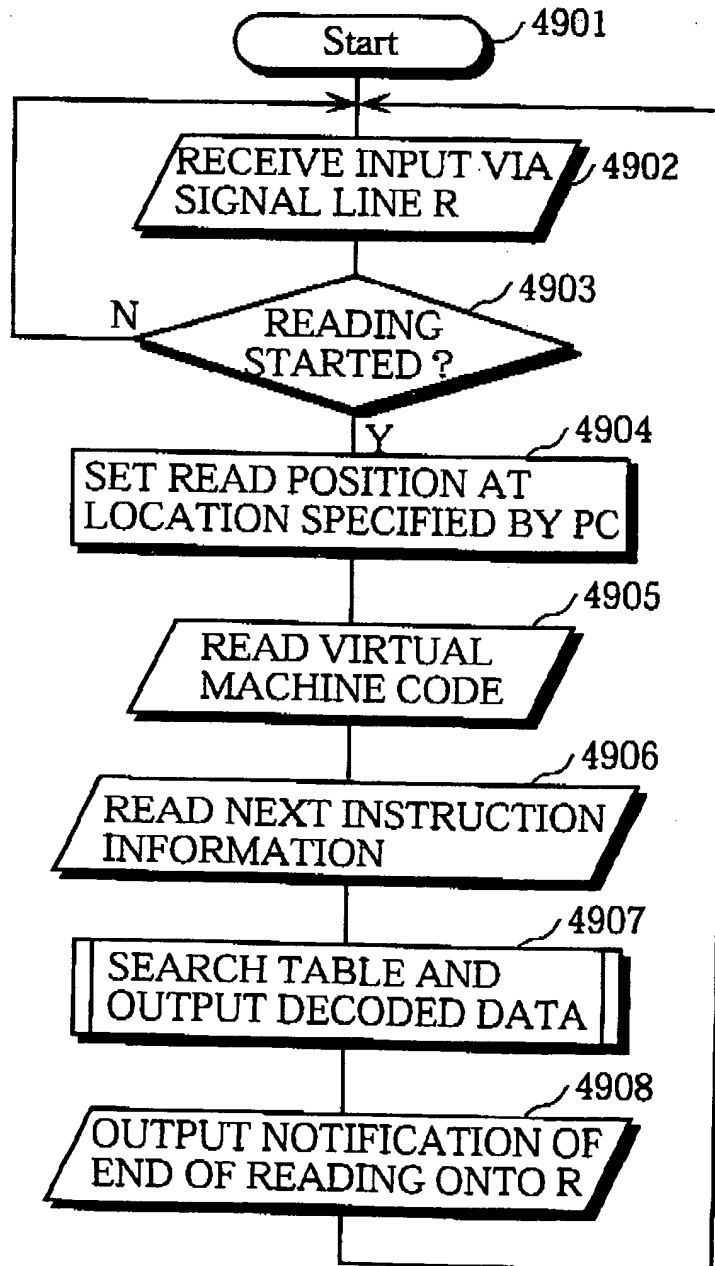 Start
4901
RECEIVE INPUT VIA
SIGNAL LINE R
4902
4903
N
READING
STARTED?
Y
4904
SET READ POSITION AT
LOCATION SPECIFIED BY PC
4905
READ VIRTUAL
MACHINE CODE
4906
READ NEXT INSTRUCTION
INFORMATION
4907
SEARCH TABLE AND
OUTPUT DECODED DATA
4908
OUTPUT NOTIFICATION OF
END OF READING ONTO R